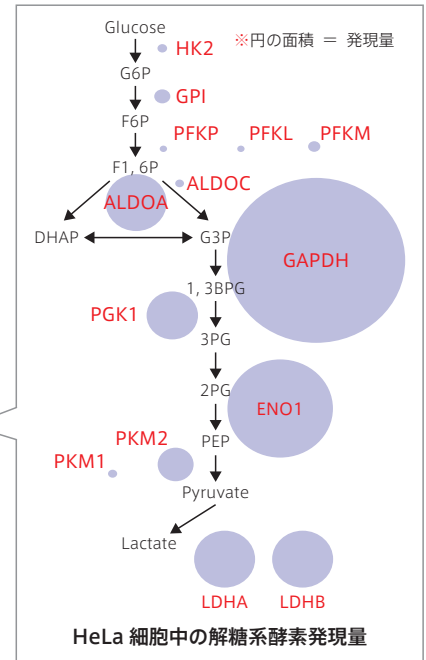 Glucose
HK2
※円の面積 ＝ 発現量
G6P
GPI
F6P
PFKP
PFKL
PFKM
F1, 6P
ALDOC
ALDOA
DHAP
G3P
GAPDH
1, 3BPG
PGK1
3PG
2PG
ENO1
PKM2
PEP
PKM1
Pyruvate
Lactate
LDHA
LDHB
HeLa 細胞中の解糖系酵素発現量